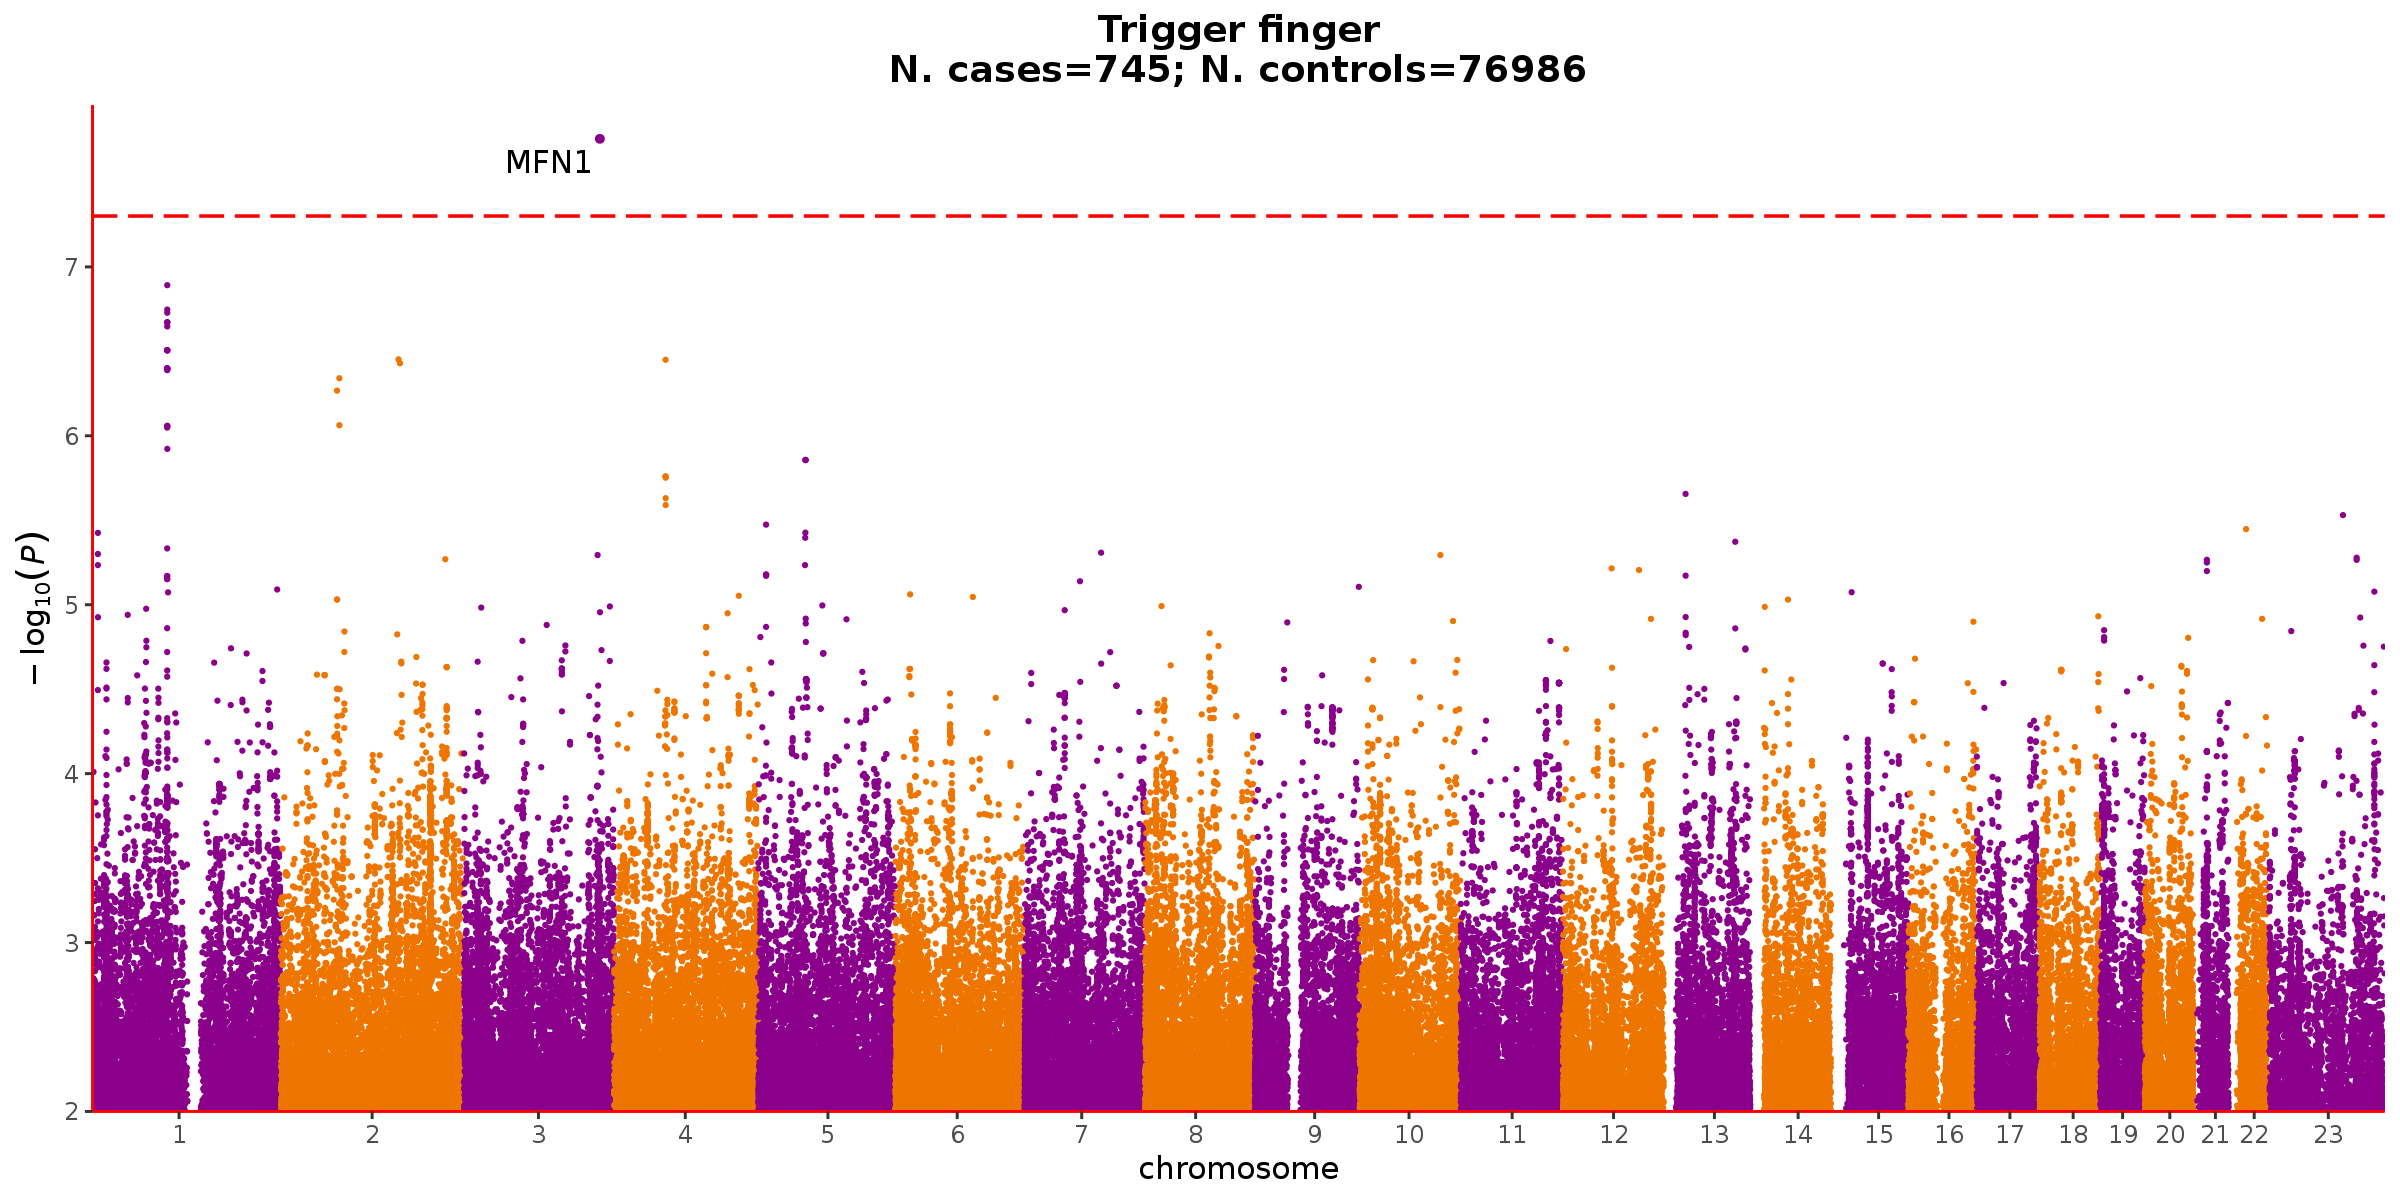 Trigger finger
N. cases=745; N. controls=76986
MFN1
7
6
5
4
3
2
−log₁₀(P)
1 2 3 4 5 6 7 8 9 10 11 12 13 14 15 16 17 18 19 20 21 22 23
chromosome